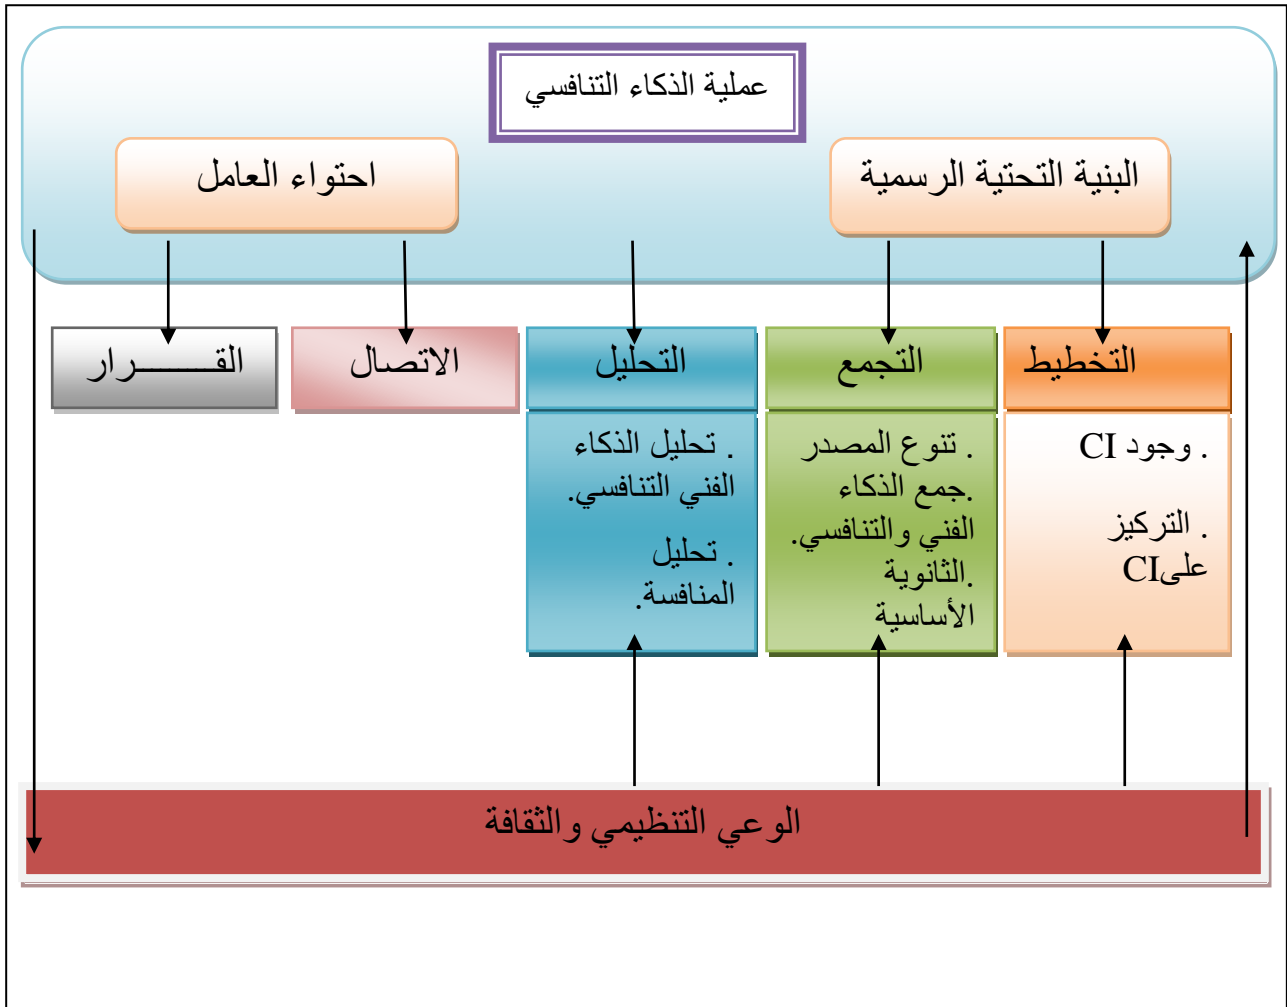 عملية الذكاء التنافسي
البنية التحتية الرسمية
احتواء العامل
التخطيط
التجمع
التحليل
الاتصال
القـــــــــرار
. وجود CI
. التركيز
علىCI
. تنوع المصدر
.جمع الذكاء
الفني والتنافسي.
.الثانوية
الأساسية
. تحليل الذكاء
الفني التنافسي.
. تحليل
المنافسة.
الوعي التنظيمي والثقافة